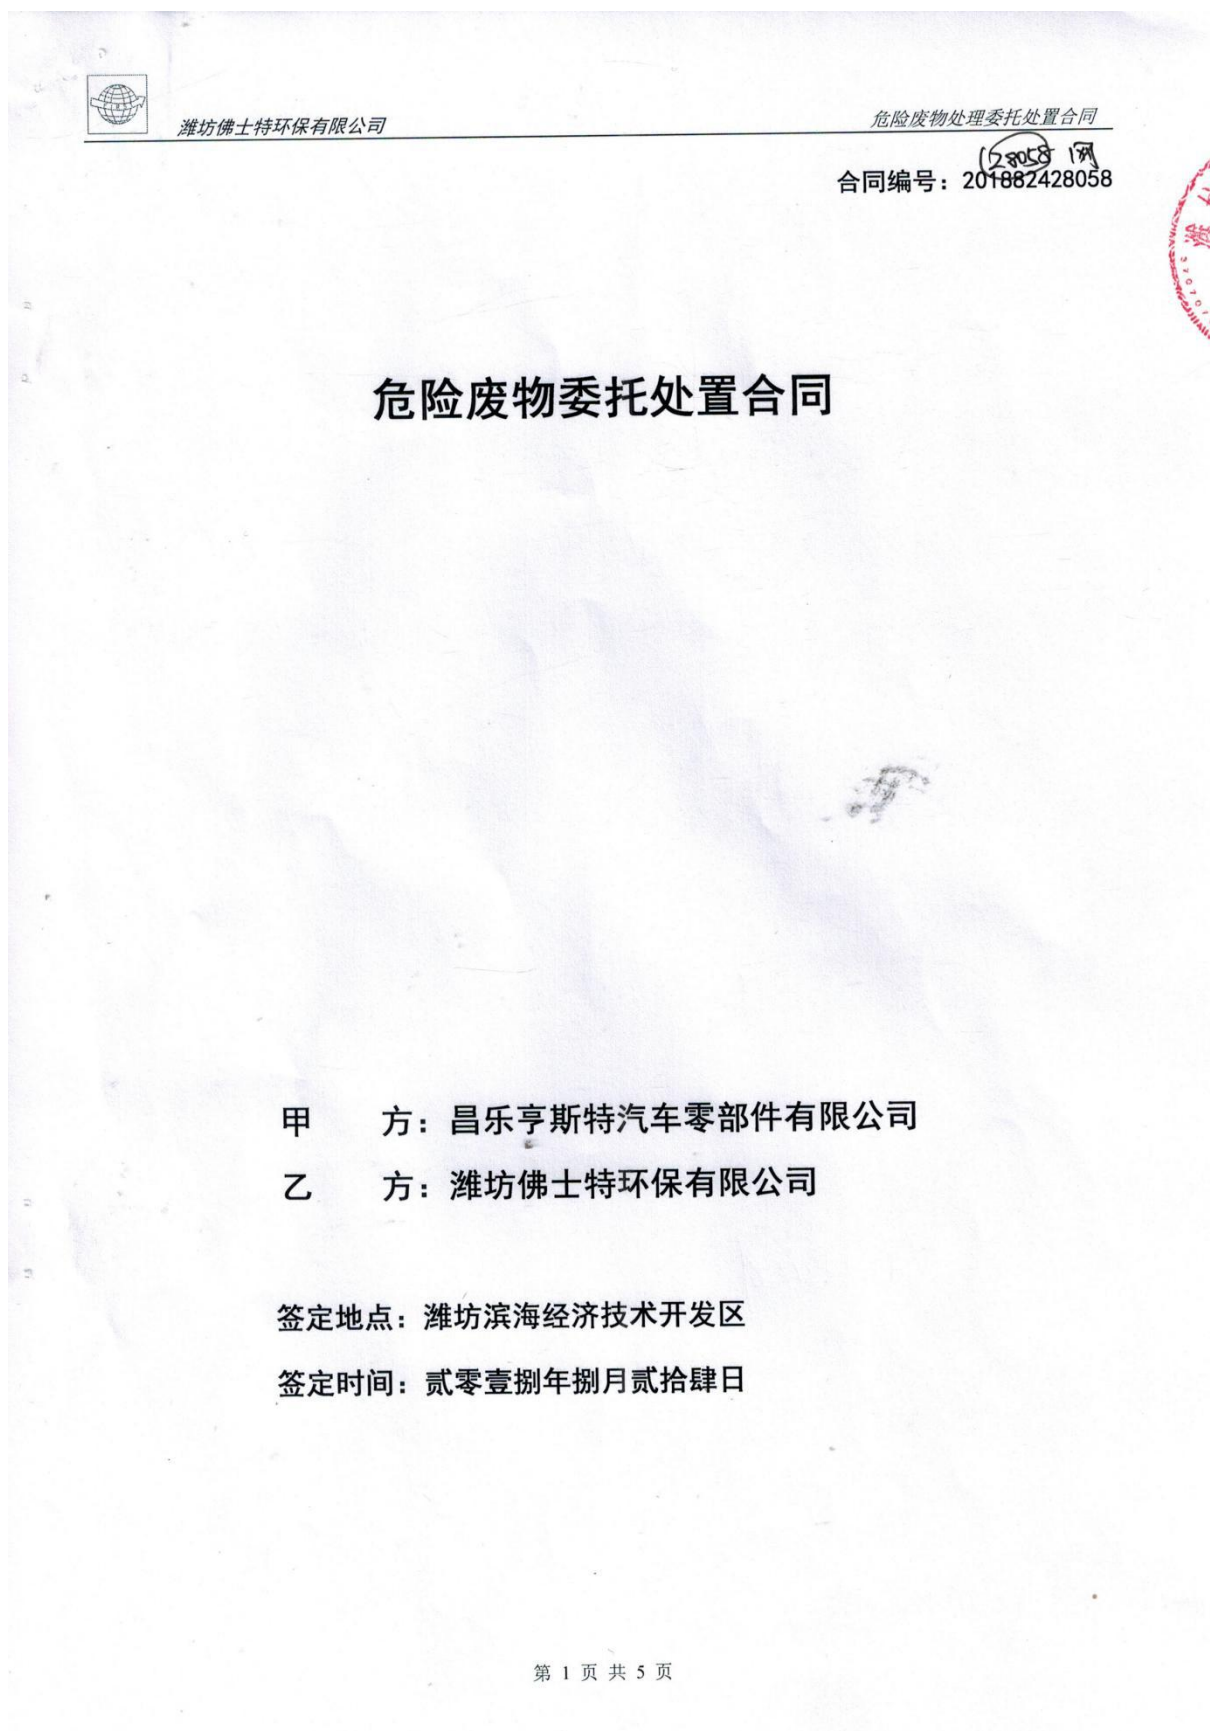 潍坊佛士特环保有限公司
危险废物处理委托处置合同
28058
合同编号：201882428058
潍
危险废物委托处置合同
甲 方：昌乐亨斯特汽车零部件有限公司
乙 方：潍坊佛士特环保有限公司
签定地点：潍坊滨海经济技术开发区
签定时间：贰零壹捌年捌月贰拾肆日
第 1 页 共 5 页